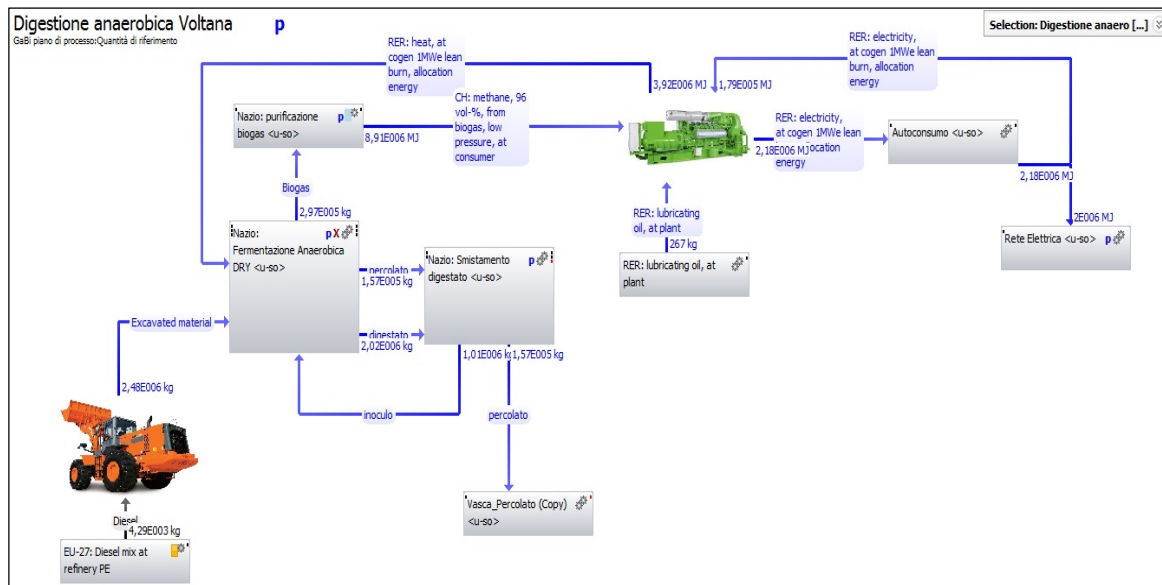 Digestione anaerobica Voltana p
GaBi piano di processo:Quantità di riferimento
Selection: Digestione anaero [...]
RER: heat, at
cogen 1MWe lean
burn, allocation
energy
3,92E006 MJ
1,79E005 MJ
RER: electricity,
at cogen 1MWe lean
burn, allocation
energy
Nazio: purificazione
biogas <u-so>
p
8,91E006 MJ
CH: methane, 96
vol-%, from
biogas, low
pressure, at
consumer
RER: electricity,
at cogen 1MWe lean
location
energy
2,18E006 MJ
Autoconsumo <u-so>
2,18E006 MJ
Biogas
2,97E005 kg
RER: lubricating
oil, at plant
267 kg
RER: lubricating oil, at
plant
2E006 MJ
Rete Elettrica <u-so> p
Nazio:
Fermentazione Anaerobica
DRY <u-so>
p X
percolato
1,57E005 kg
digestato
2,02E006 kg
Nazio: Smistamento
digestato <u-so>
p
1,01E006 kg
1,57E005 kg
inoculo
percolato
Excavated material
2,48E006 kg
Vasca_Percolato (Copy)
<u-so>
Diesel
4,29E003 kg
EU-27: Diesel mix at
refinery PE